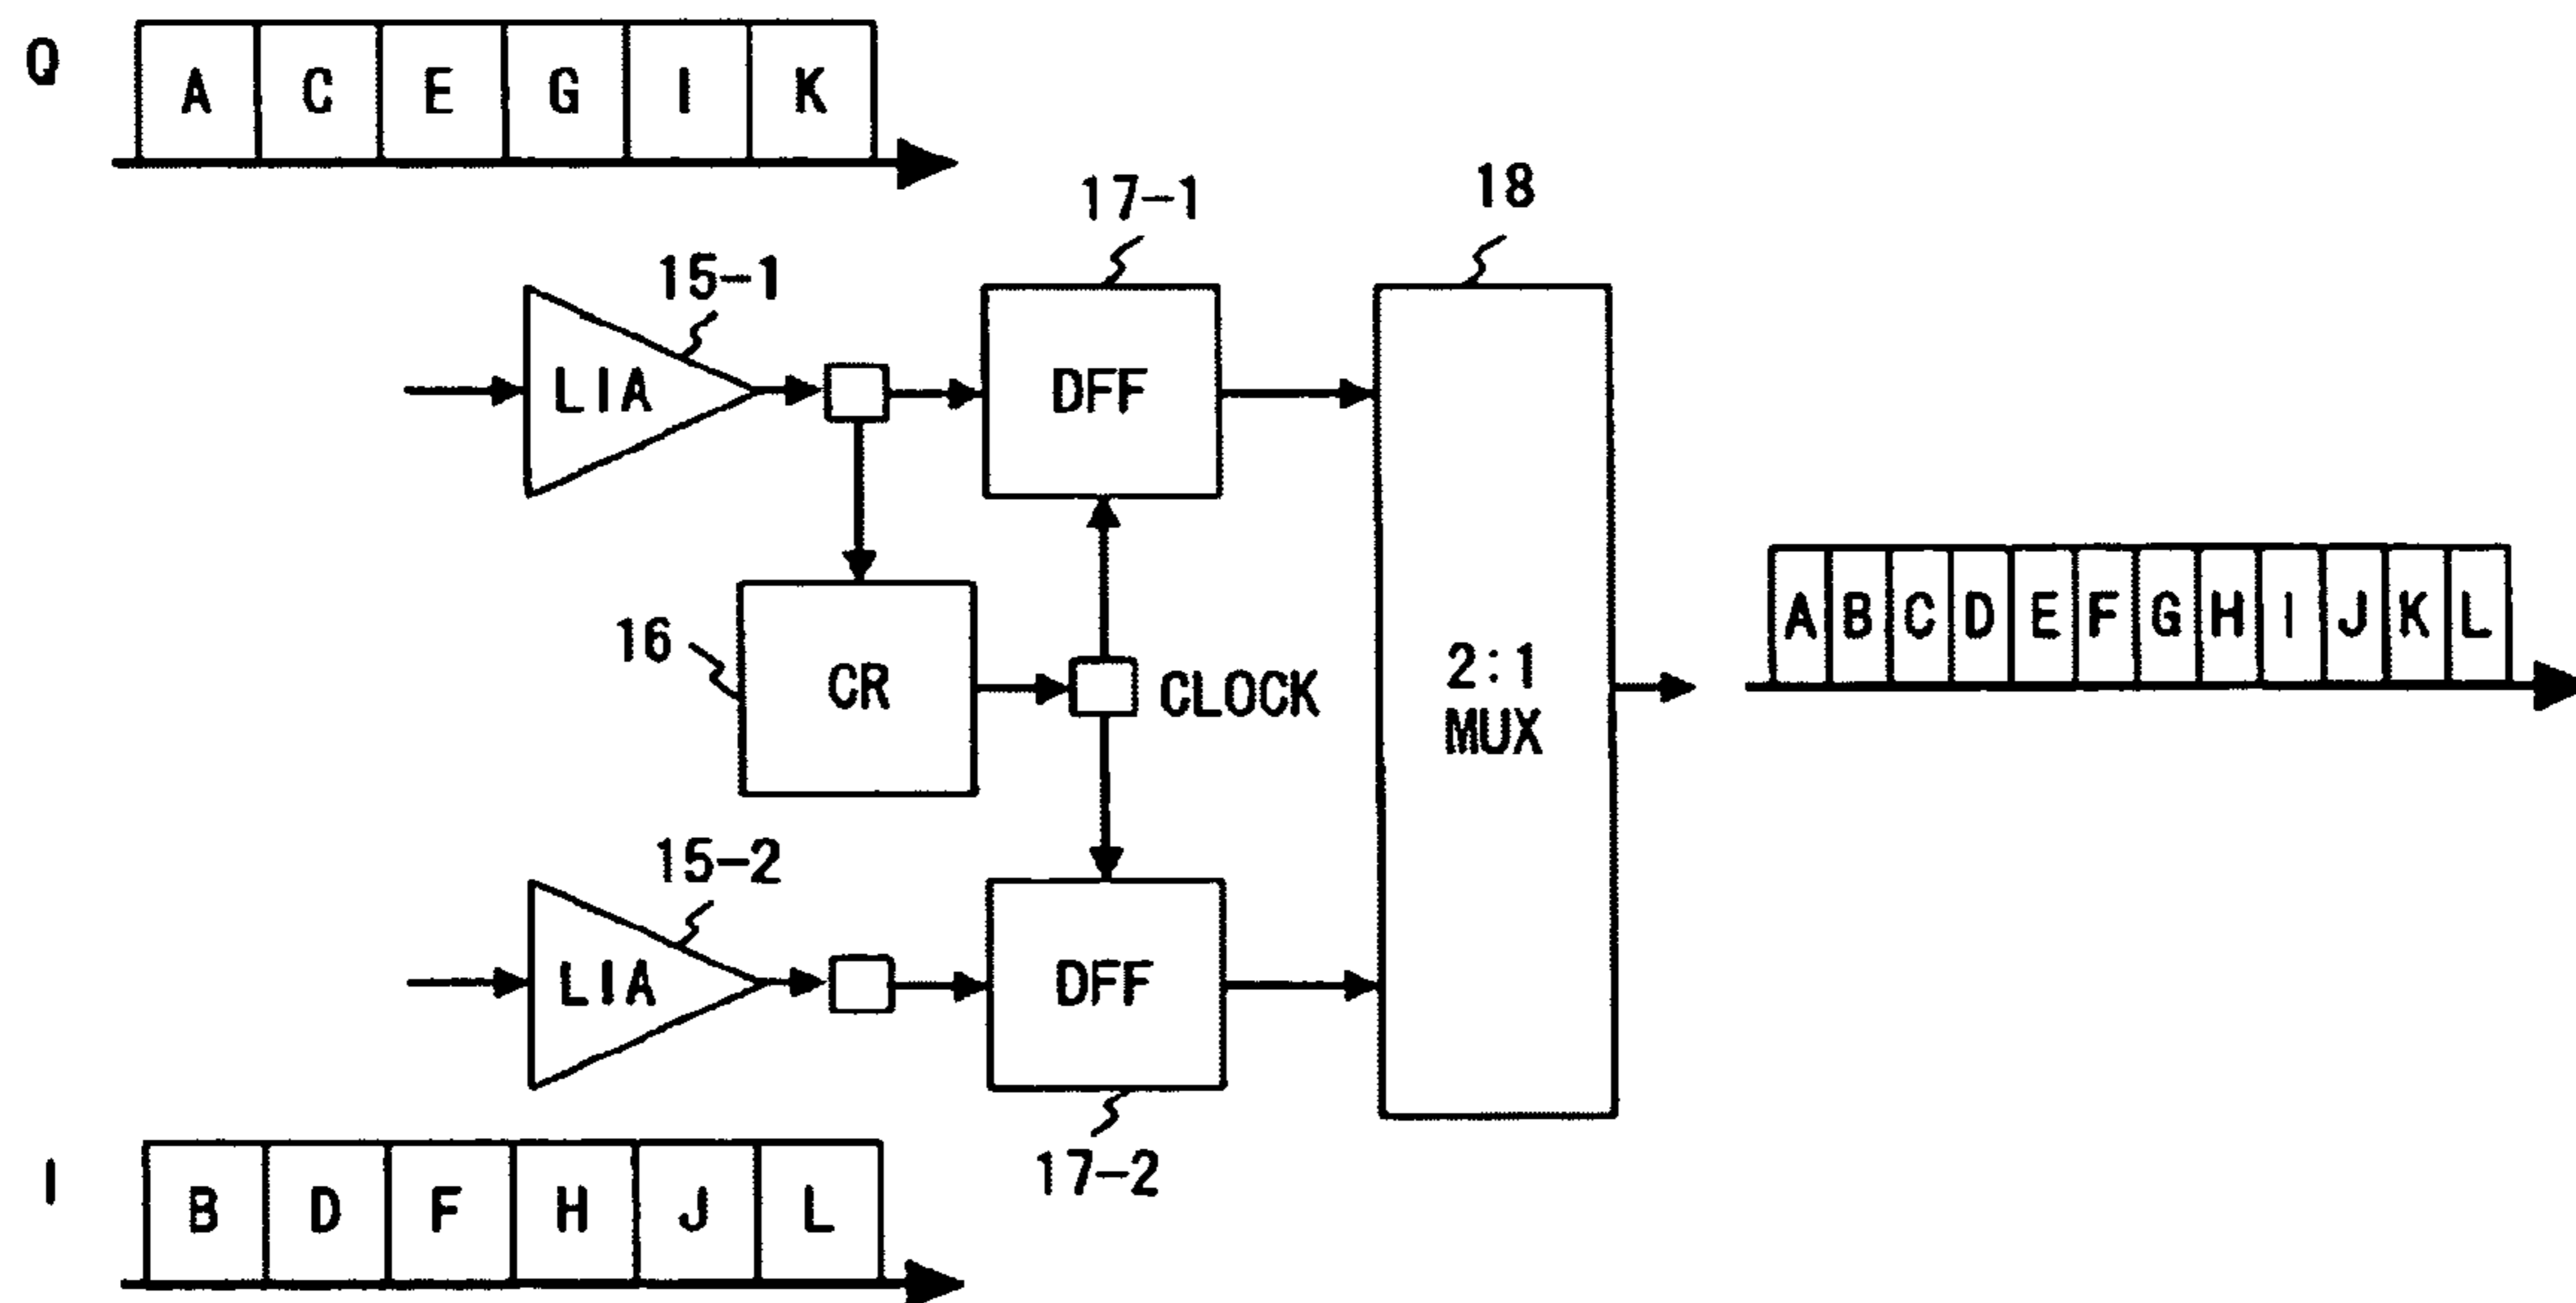 Q
A C E G I K
17-1
18
15-1
LIA
DFF
A B C D E F G H I J K L
16
CR
CLOCK
2:1
MUX
15-2
LIA
DFF
17-2
I
B D F H J L